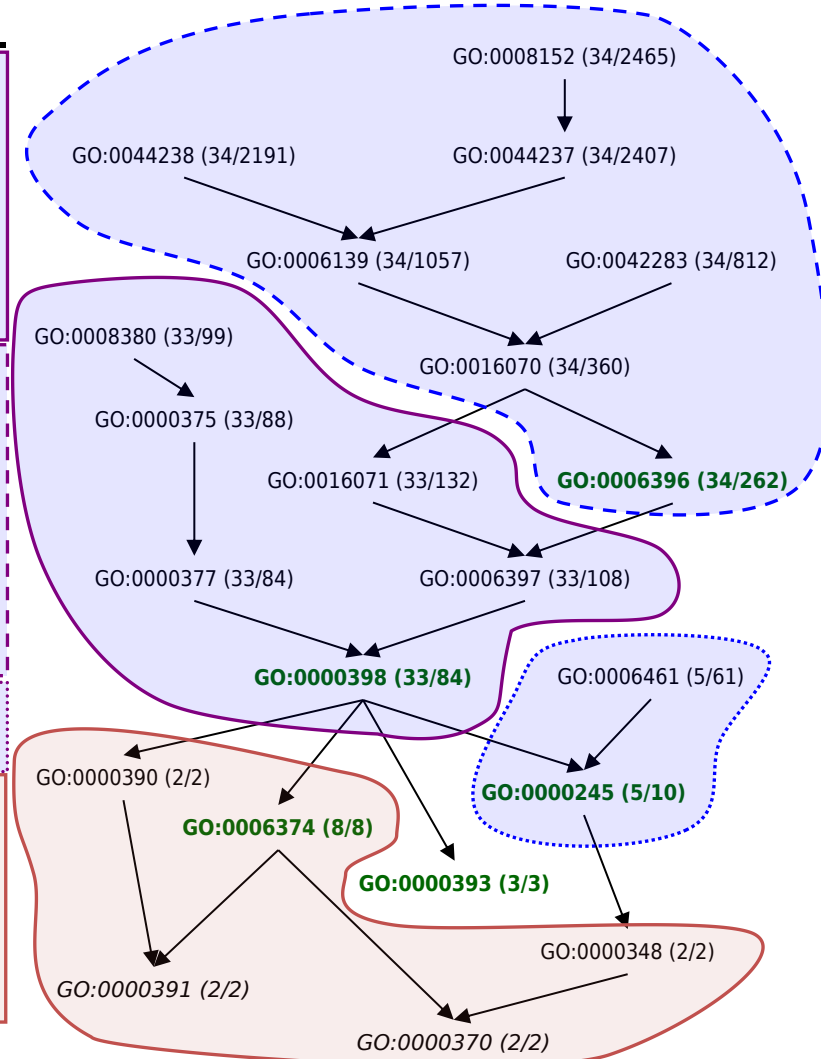 GO:0008152 (34/2465)
GO:0044238 (34/2191)
GO:0044237 (34/2407)
GO:0006139 (34/1057)
GO:0042283 (34/812)
GO:0008380 (33/99)
GO:0016070 (34/360)
GO:0000375 (33/88)
GO:0016071 (33/132)
GO:0006396 (34/262)
GO:0000377 (33/84)
GO:0006397 (33/108)
GO:0000398 (33/84)
GO:0006461 (5/61)
GO:0000390 (2/2)
GO:0000245 (5/10)
GO:0006374 (8/8)
GO:0000393 (3/3)
GO:0000348 (2/2)
GO:0000391 (2/2)
GO:0000370 (2/2)